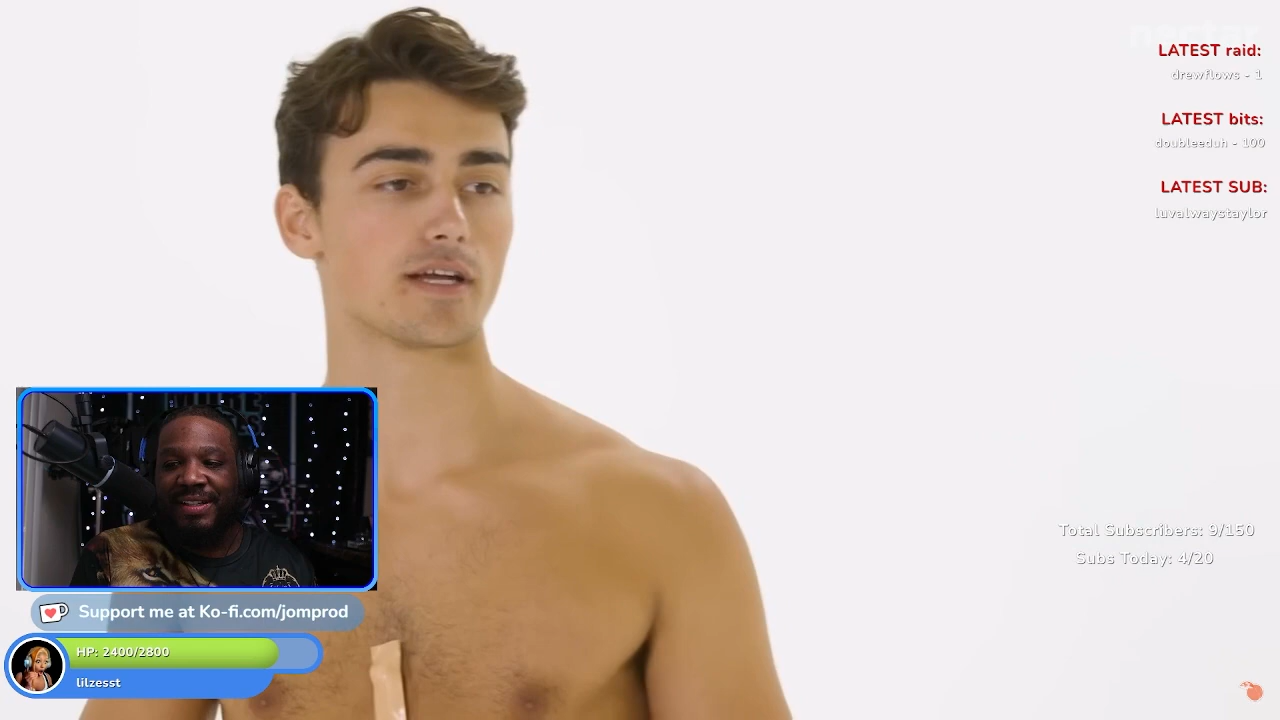 nectar
LATEST raid:
drewflows - 1
LATEST bits:
doubleeduh - 100
LATEST SUB:
luvalwaystaylor
Total Subscribers: 9/150
Subs Today: 4/20
Support me at Ko-fi.com/jomprod
HP: 2400/2800
lilzesst